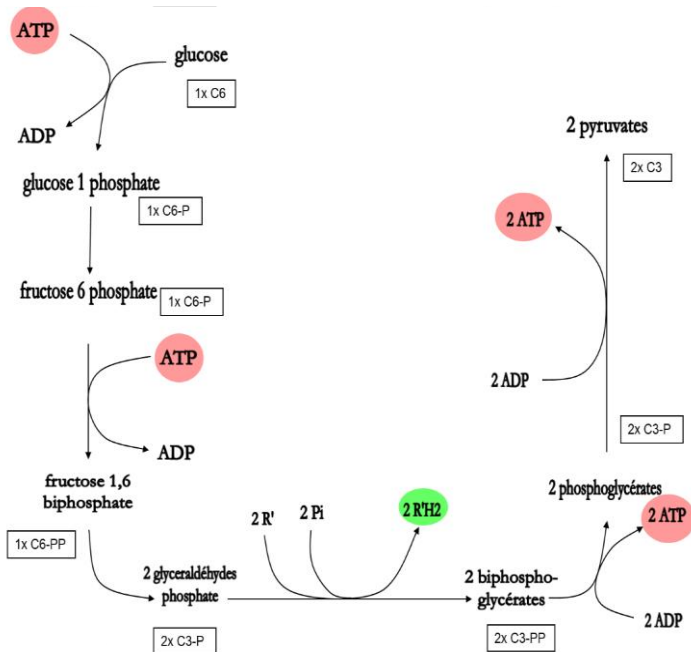 ATP
glucose
1x C6
ADP
glucose 1 phosphate
1x C6-P
fructose 6 phosphate
1x C6-P
ATP
ADP
fructose 1,6
biphosphate
1x C6-PP
2 glyceraldéhydes
phosphate
2x C3-P
2 R'
2 Pi
2 R'H2
2 biphospho-
glycérates
2x C3-PP
2 ADP
2 ATP
2 phosphoglycérates
2x C3-P
2 ADP
2 ATP
2x C3
2 pyruvates